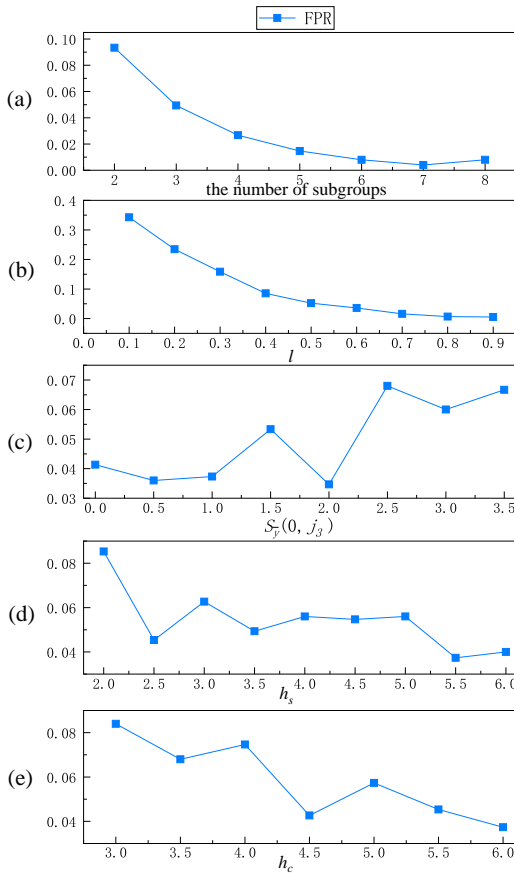 FPR
(a)
0.10
0.08
0.06
0.04
0.02
0.00
2 3 4 5 6 7 8
the number of subgroups
(b)
0.4
0.3
0.2
0.1
0.0
0.0 0.1 0.2 0.3 0.4 0.5 0.6 0.7 0.8 0.9
l
(c)
0.07
0.06
0.05
0.04
0.03
0.0 0.5 1.0 1.5 2.0 2.5 3.0 3.5
S_ȳ(0, j_3)
(d)
0.08
0.06
0.04
2.0 2.5 3.0 3.5 4.0 4.5 5.0 5.5 6.0
h_s
(e)
0.08
0.06
0.04
3.0 3.5 4.0 4.5 5.0 5.5 6.0
h_c